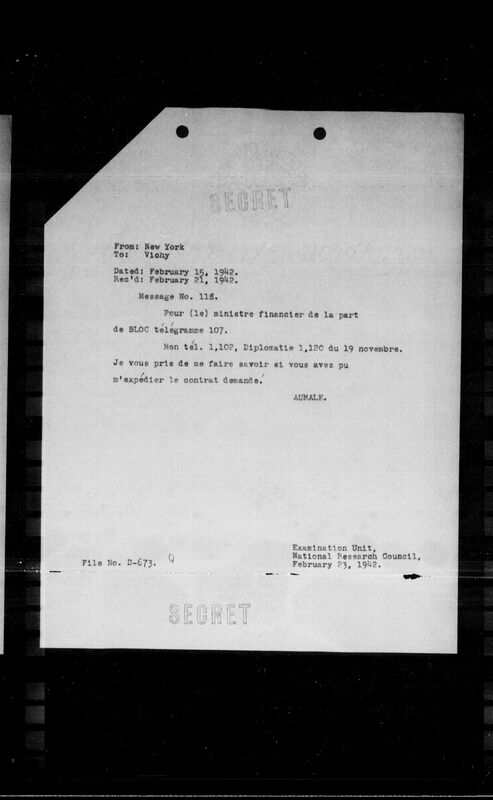 SECRET
From: New York
To: Vichy
Dated: February 15, 1942.
Rec'd: February 21, 1942.
Message No. 118.
Pour (le) ministre financier de la part
de BLOC télégramme 107.
Mon tél. 1,102, Diplomatie 1,120 du 19 novembre.
Je vous prie de me faire savoir si vous avez pu
m'expédier le contrat demandé.
AUMALE.
Examination Unit,
National Research Council,
February 23, 1942.
File No. D-673. Q
SECRET